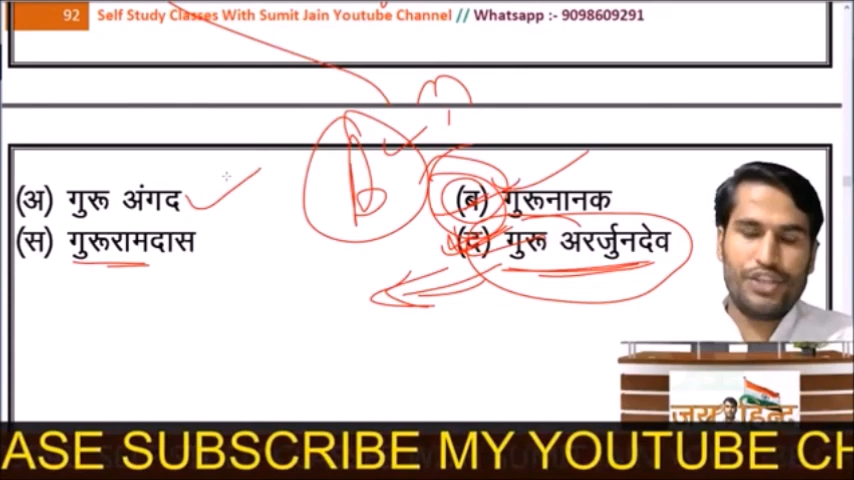 92 Self Study Classes With Sumit Jain Youtube Channel // Whatsapp :- 9098609291
b
(अ) गुरू अंगद (ब) गुरूनानक
(स) गुरूरामदास (द) गुरू अरर्जुनदेव
जय हिन्द
ASE SUBSCRIBE MY YOUTUBE CH